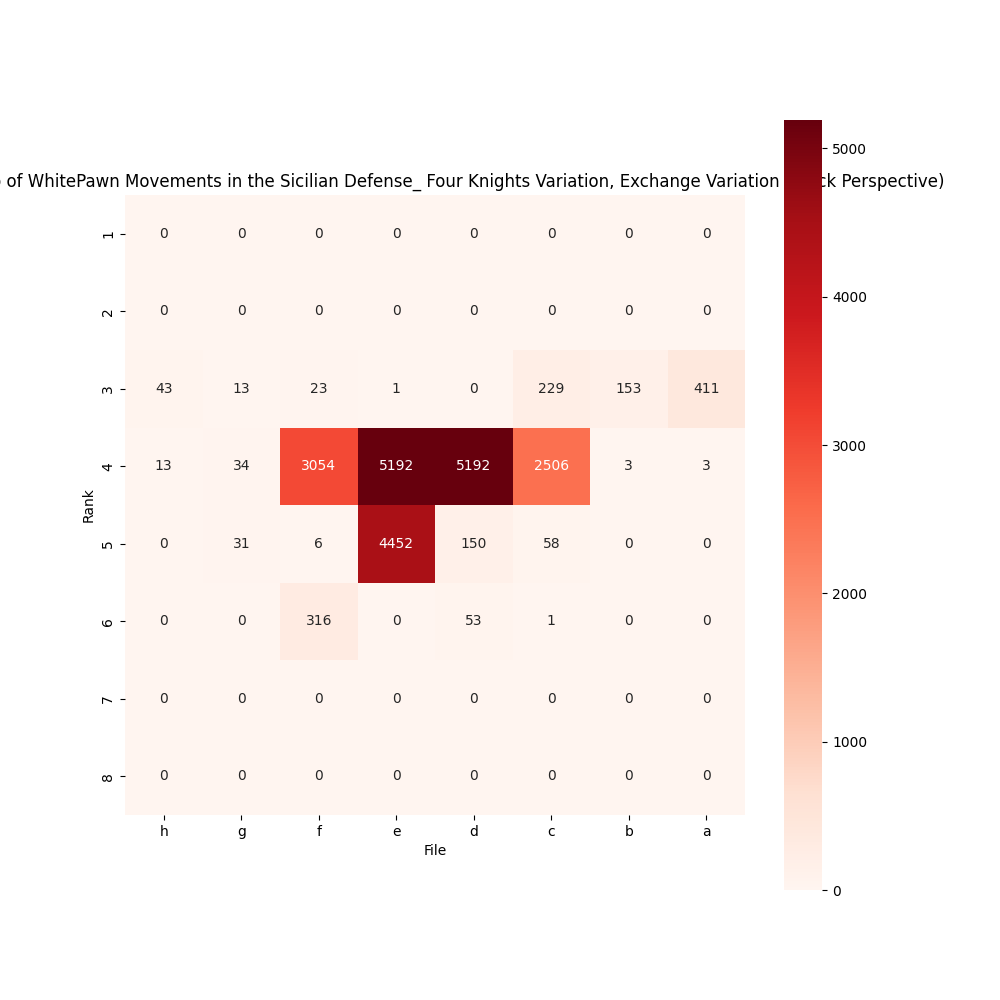 of WhitePawn Movements in the Sicilian Defense_ Four Knights Variation, Exchange Variation Perspective)
5000
1 0 0 0 0 0 0 0 0
4000
2 0 0 0 0 0 0 0 0
3 43 13 23 1 0 229 153 411
3000
4 13 34 3054 5192 5192 2506 3 3
Rank
5 0 31 6 4452 150 58 0 0
2000
6 0 0 316 0 53 1 0 0
7 0 0 0 0 0 0 0 0
1000
8 0 0 0 0 0 0 0 0
h g f e d c b a
File
0